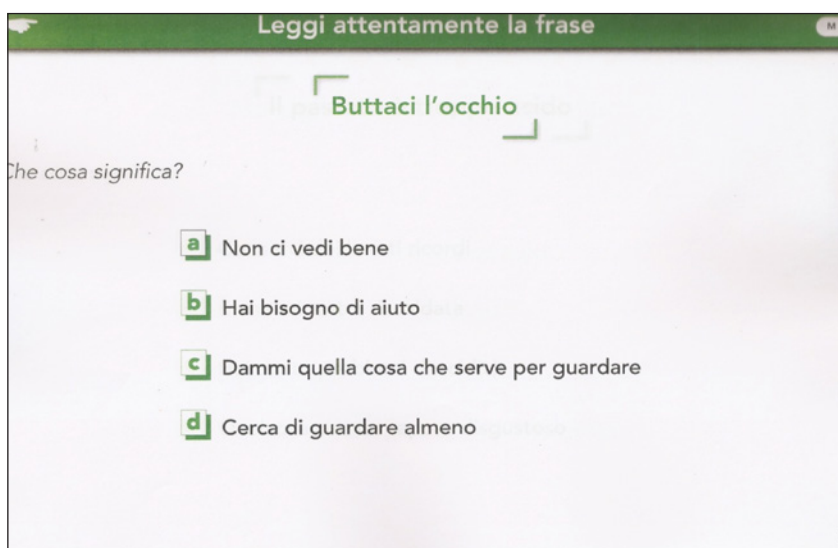 Leggi attentamente la frase
M
Buttaci l'occhio
Che cosa significa?
a Non ci vedi bene
b Hai bisogno di aiuto
c Dammi quella cosa che serve per guardare
d Cerca di guardare almeno